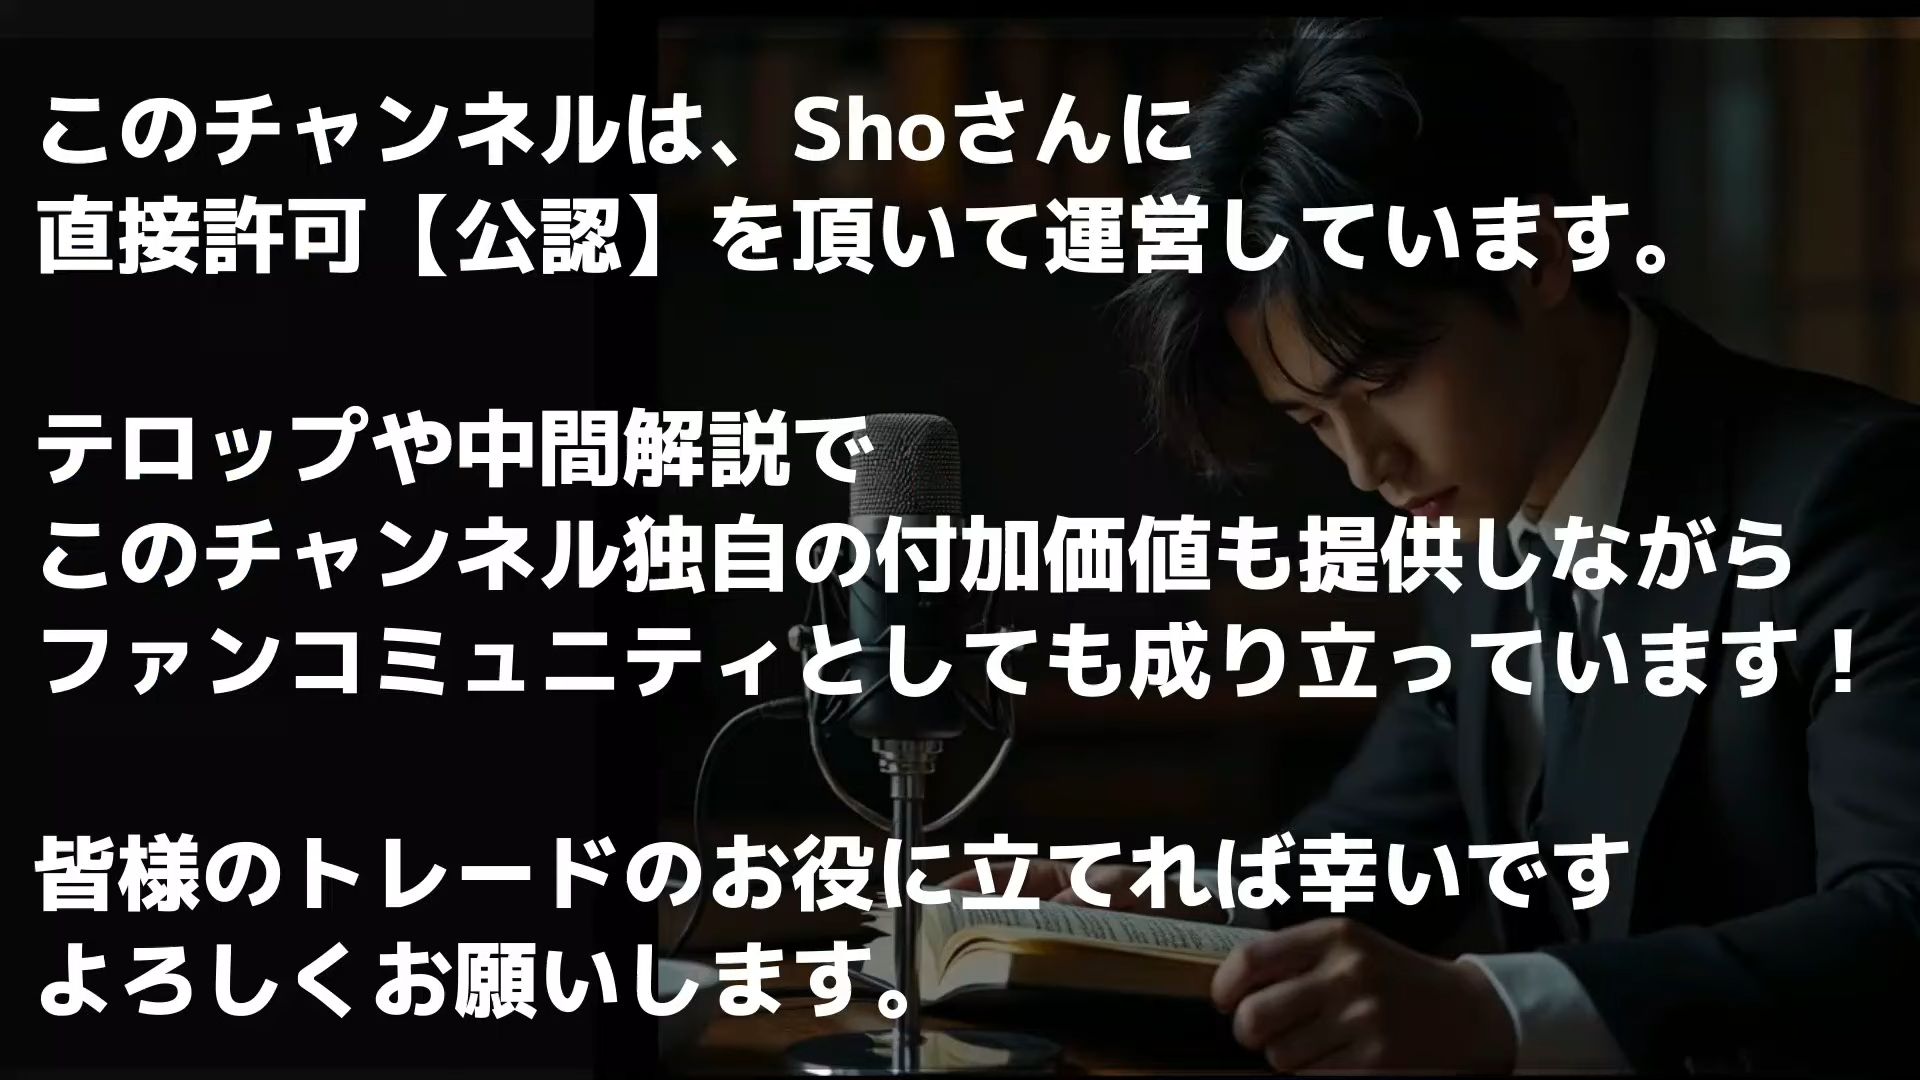 このチャンネルは、Shoさんに
直接許可【公認】を頂いて運営しています。
テロップや中間解説で
このチャンネル独自の付加価値も提供しながら
ファンコミュニティとしても成り立っています！
皆様のトレードのお役に立てれば幸いです
よろしくお願いします。